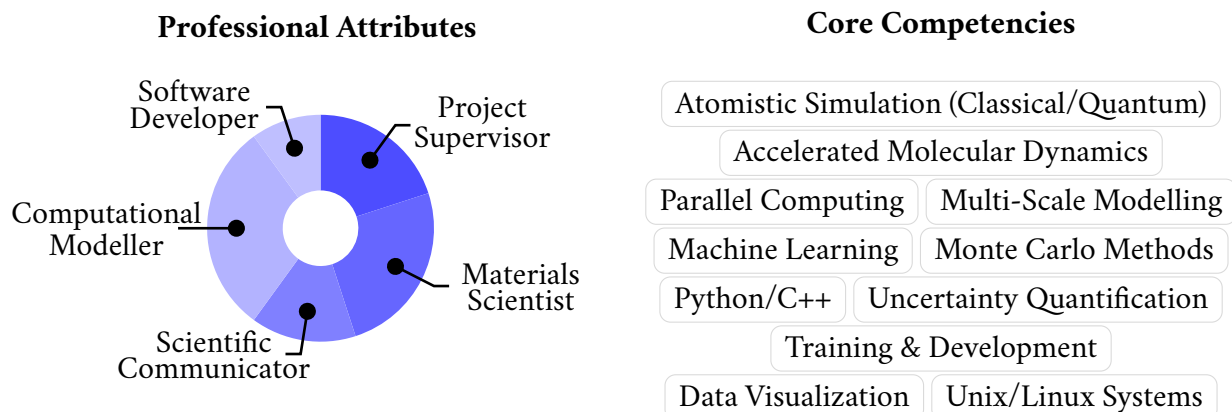 Professional Attributes
Software
Developer
Project
Supervisor
Computational
Modeller
Materials
Scientist
Scientific
Communicator
Core Competencies
Atomistic Simulation (Classical/Quantum)
Accelerated Molecular Dynamics
Parallel Computing
Multi-Scale Modelling
Machine Learning
Monte Carlo Methods
Python/C++
Uncertainty Quantification
Training & Development
Data Visualization
Unix/Linux Systems